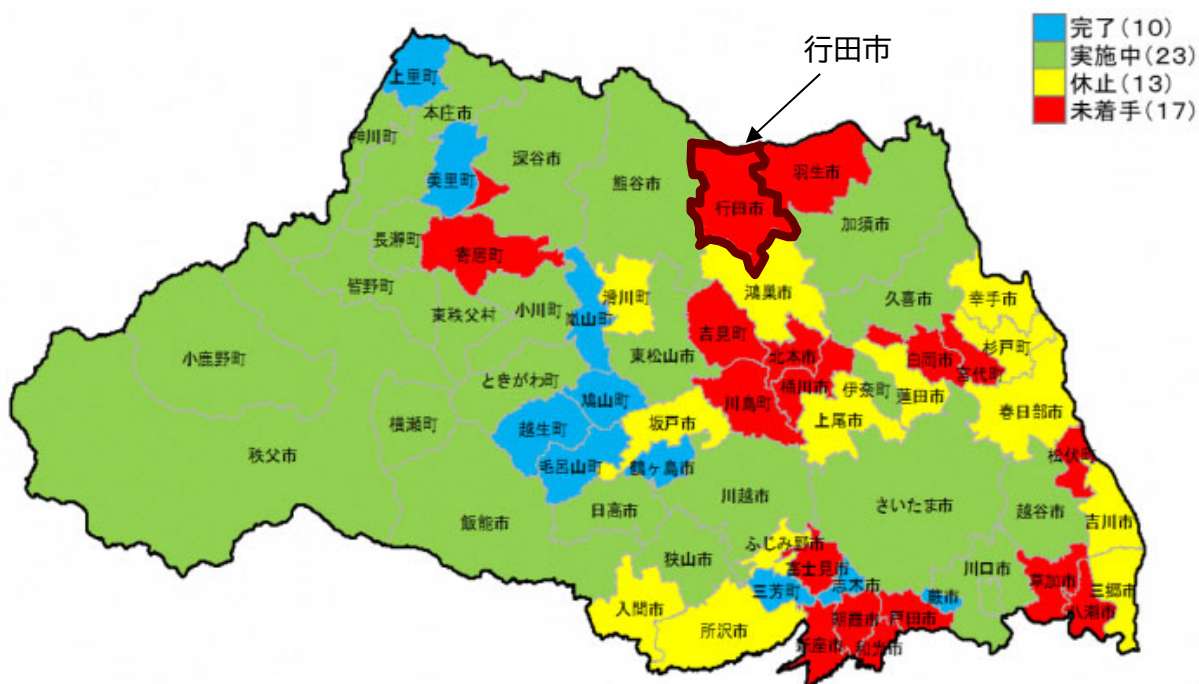 完了(10)
実施中(23)
休止(13)
未着手(17)
行田市
上里町
本庄市
神川町
美里町
深谷市
熊谷市
行田市
羽生市
加須市
長瀞町
寄居町
皆野町
東秩父村
小川町
嵐山町
滑川町
鴻巣市
久喜市
幸手市
吉見町
北本市
白岡市
杉戸町
宮代町
小鹿野町
東松山市
ときがわ町
鳩山町
川島町
桶川市
伊奈町
蓮田市
春日部市
上尾市
横瀬町
越生町
坂戸市
秩父市
毛呂山町
鶴ヶ島市
松伏町
川越市
さいたま市
日高市
飯能市
越谷市
吉川市
ふじみ野市
狭山市
富士見市
志木市
川口市
草加市
三郷市
三芳町
蕨市
入間市
所沢市
朝霞市
戸田市
八潮市
新座市
和光市